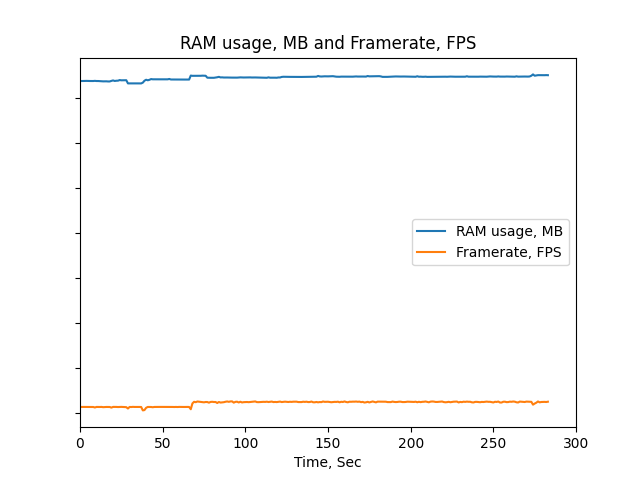 RAM usage, MB and Framerate, FPS
RAM usage, MB
Framerate, FPS
0 50 100 150 200 250 300
Time, Sec